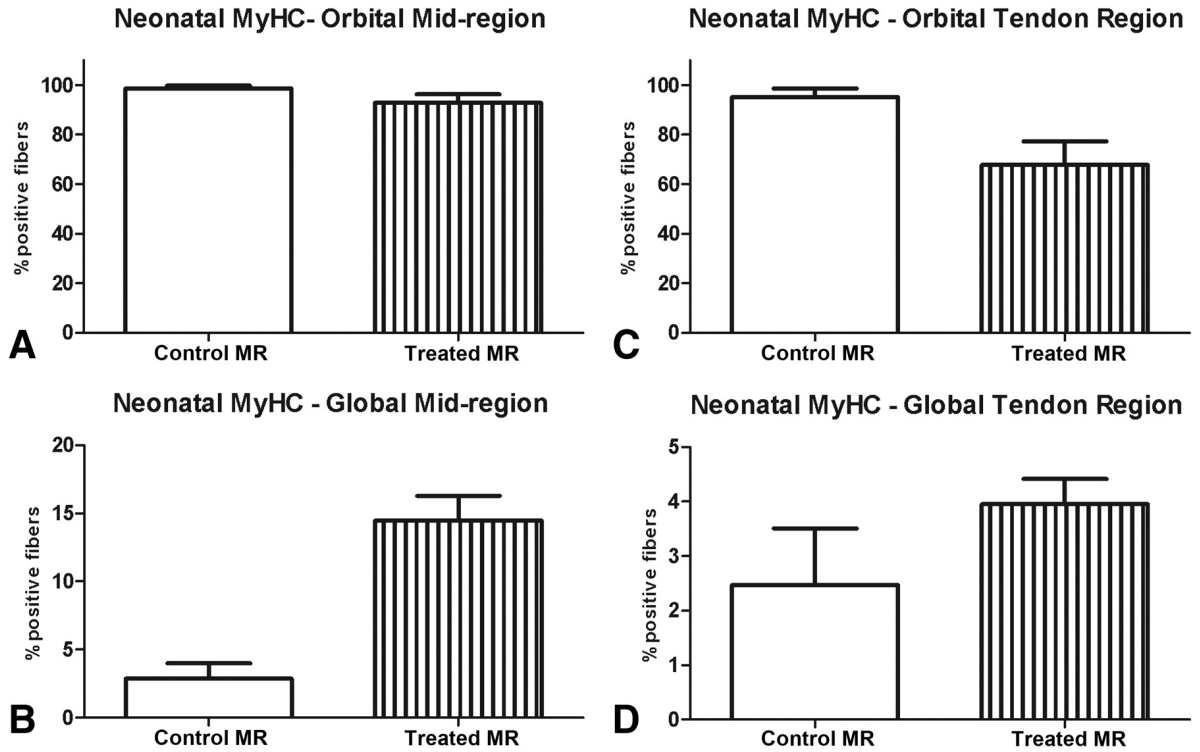 Neonatal MyHC- Orbital Mid-region
100
80
60
40
20
0
% positive fibers
Control MR
Treated MR
A
Neonatal MyHC - Orbital Tendon Region
100
80
60
40
20
0
% positive fibers
Control MR
Treated MR
C
Neonatal MyHC - Global Mid-region
20
15
10
5
0
% positive fibers
Control MR
Treated MR
B
Neonatal MyHC - Global Tendon Region
5
4
3
2
1
0
% positive fibers
Control MR
Treated MR
D